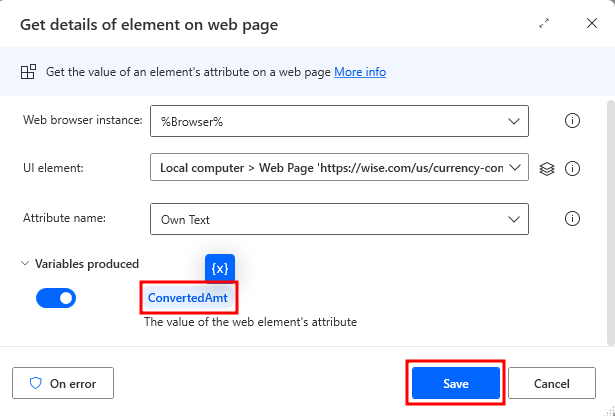 Get details of element on web page
Get the value of an element's attribute on a web page More info
Web browser instance: %Browser%
UI element: Local computer > Web Page 'https://wise.com/us/currency-con
Attribute name: Own Text
Variables produced
{x}
ConvertedAmt
The value of the web element's attribute
On error Save Cancel